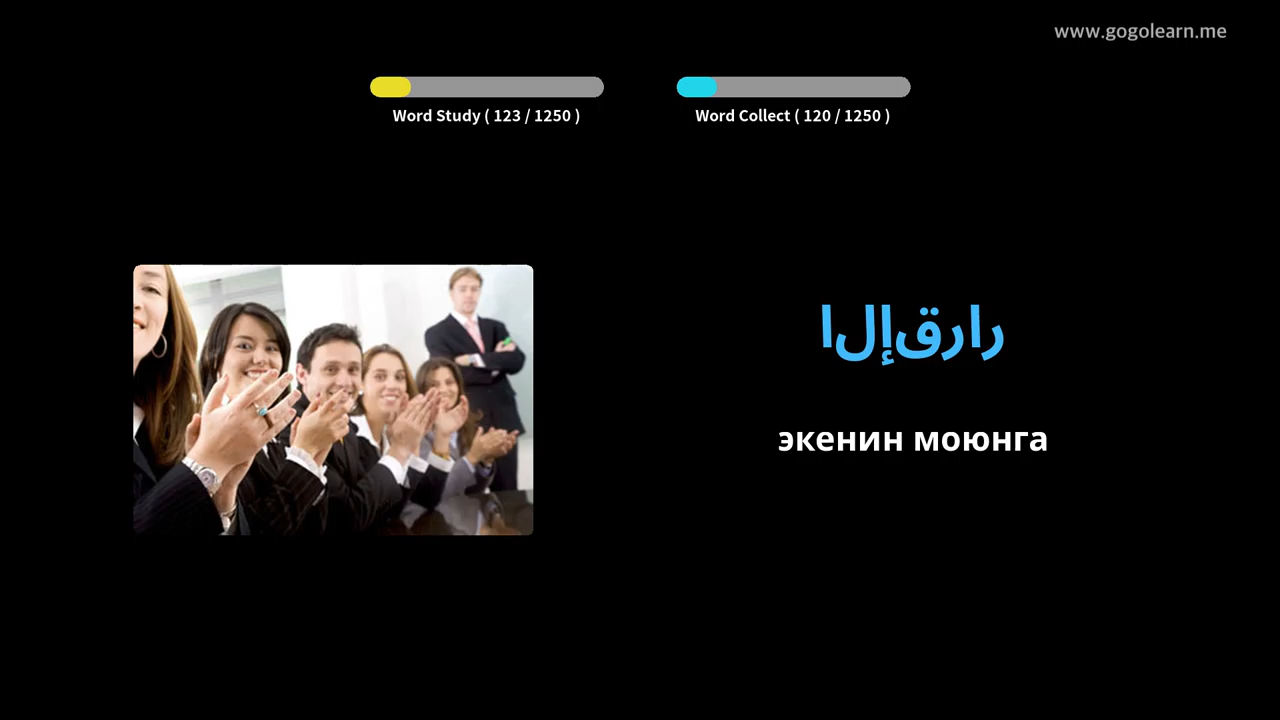 www.gogolearn.me
Word Study ( 123 / 1250 )
Word Collect ( 120 / 1250 )
الإقرار
экенин моюнга